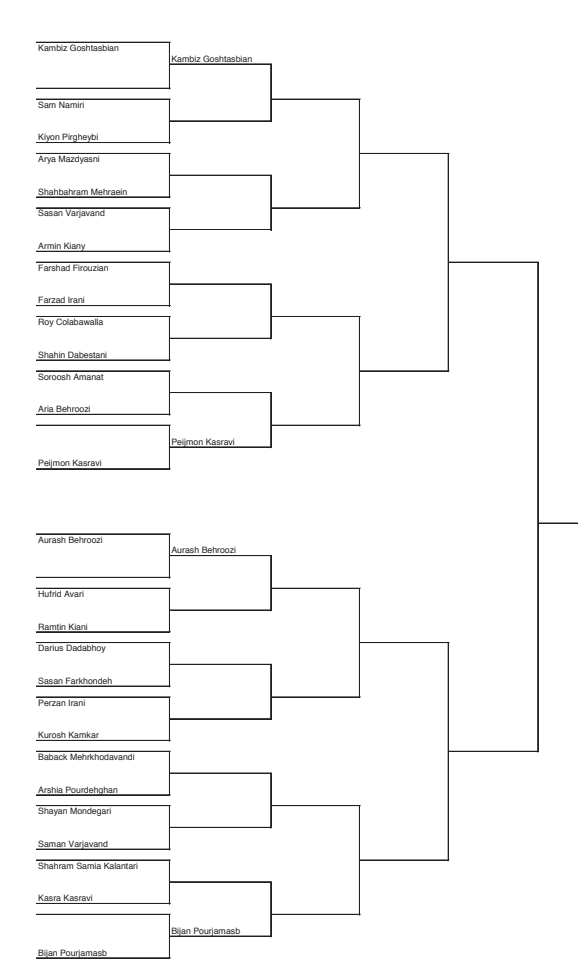 Kambiz Goshtasbian
Kambiz Goshtasbian
Sam Namiri
Kiyon Pirgheybi
Arya Mazdyasni
Shahbahram Mehraein
Sasan Varjavand
Armin Kiany
Farshad Firouzian
Farzad Irani
Roy Colabawalla
Shahin Dabestani
Soroosh Amanat
Aria Behroozi
Peijmon Kasravi
Peijmon Kasravi
Aurash Behroozi
Aurash Behroozi
Hufrid Avari
Ramtin Kiani
Darius Dadabhoy
Sasan Farkhondeh
Perzan Irani
Kurosh Kamkar
Baback Mehrkhodavandi
Arshia Pourdehghan
Shayan Mondegari
Saman Varjavand
Shahram Samia Kalantari
Kasra Kasravi
Bijan Pourjamasb
Bijan Pourjamasb